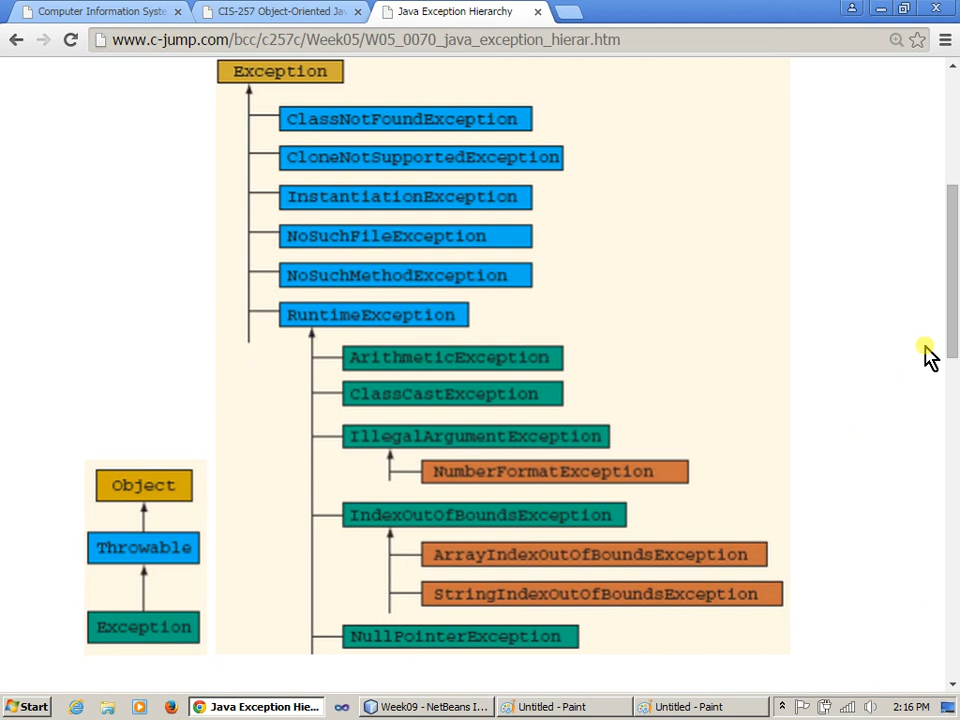 Computer Information Syste
CIS-257 Object-Oriented Jav
Java Exception Hierarchy
www.c-jump.com/bcc/c257c/Week05/W05_0070_java_exception_hierar.htm
Exception
ClassNotFoundException
CloneNotSupportedException
InstantiationException
NoSuchFileException
NoSuchMethodException
RuntimeException
ArithmeticException
ClassCastException
IllegalArgumentException
NumberFormatException
IndexOutOfBoundsException
ArrayIndexOutOfBoundsException
StringIndexOutOfBoundsException
NullPointerException
Object
Throwable
Exception
Start
Java Exception Hie...
Week09 - NetBeans I...
Untitled - Paint
Untitled - Paint
2:16 PM